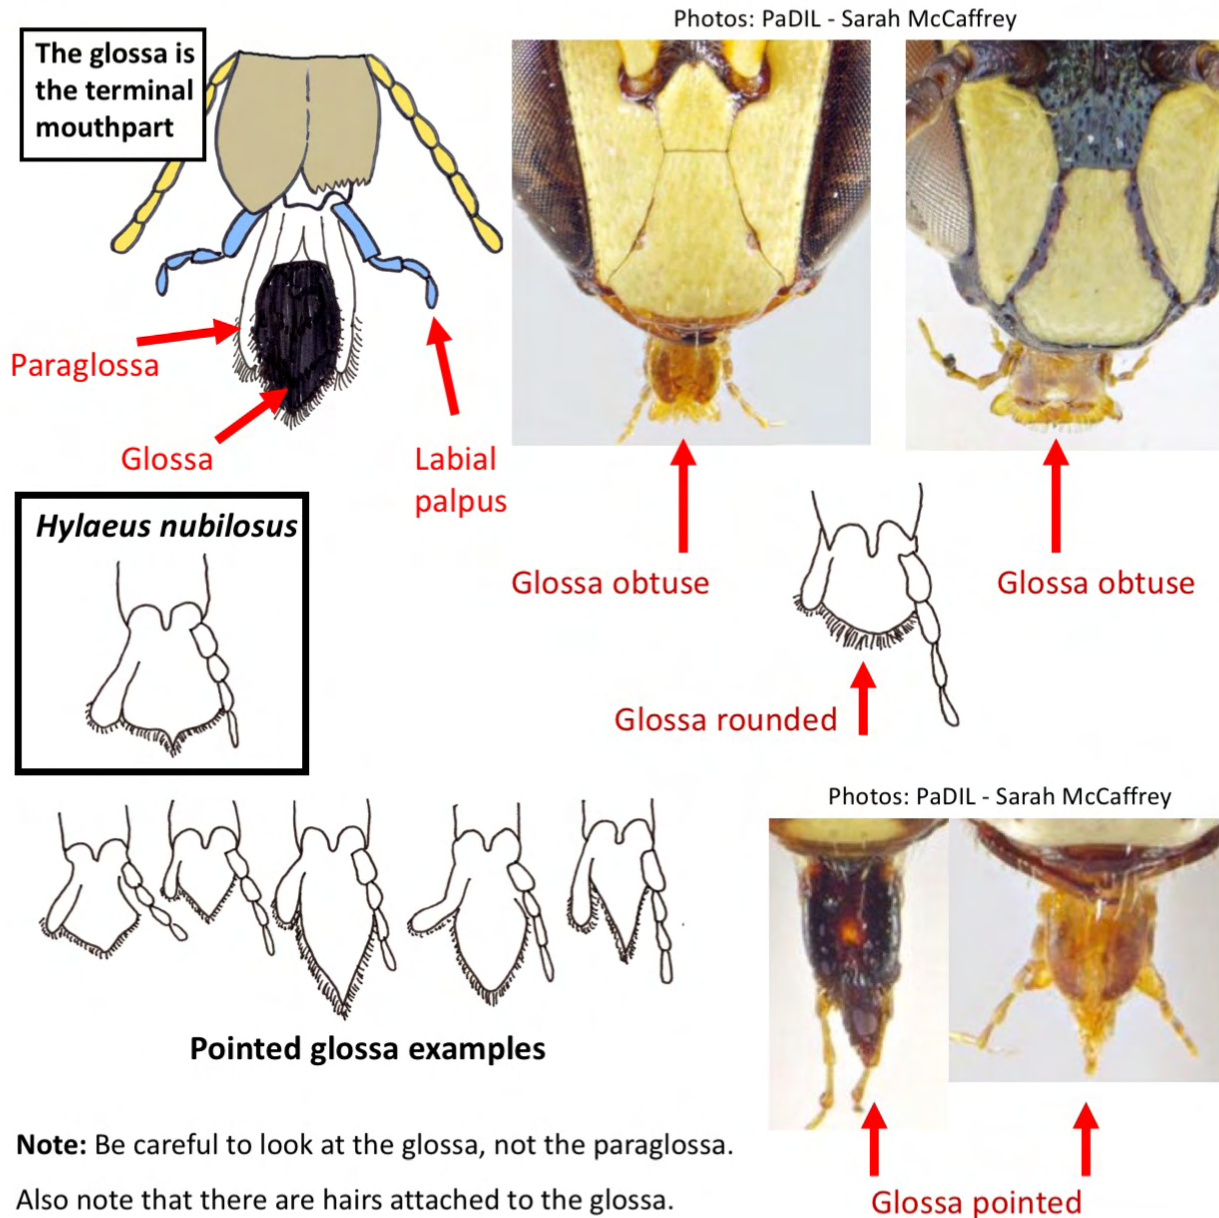 Photos: PaDIL - Sarah McCaffrey
The glossa is
the terminal
mouthpart
Paraglossa
Glossa
Labial
palpus
Glossa obtuse
Glossa obtuse
Hylaeus nubilosus
Glossa rounded
Photos: PaDIL - Sarah McCaffrey
Pointed glossa examples
Note: Be careful to look at the glossa, not the paraglossa.
Also note that there are hairs attached to the glossa.
Glossa pointed